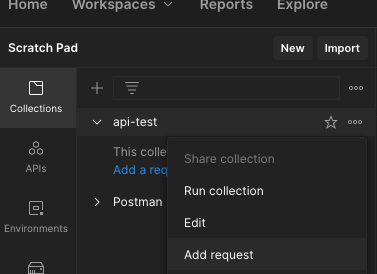 Home Workspaces Reports Explore
Scratch Pad New Import
Collections
api-test
This colle
Add a req
Share collection
APIs
Run collection
Postman
Edit
Environments
Add request